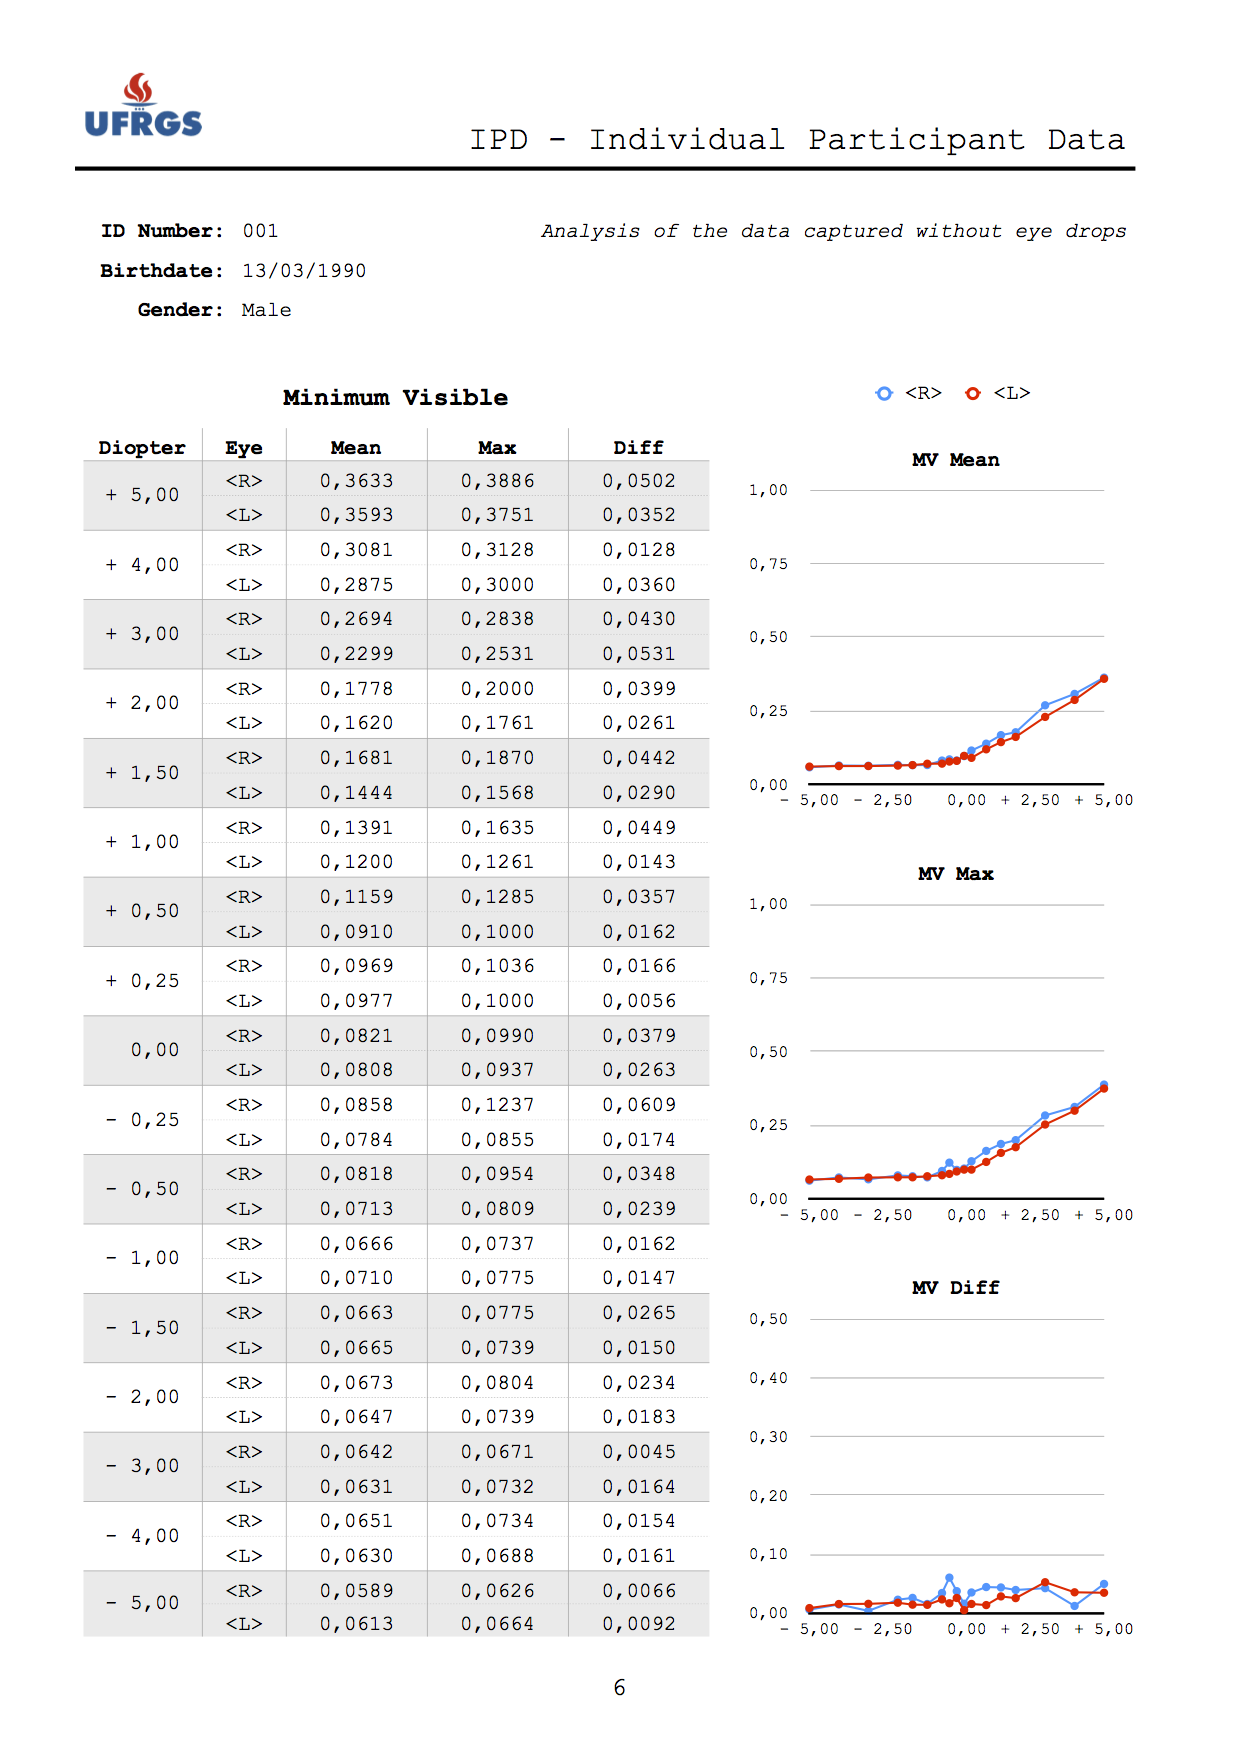 UFRGS
IPD - Individual Participant Data
ID Number: 001
Analysis of the data captured without eye drops
Birthdate: 13/03/1990
Gender: Male
Minimum Visible
Diopter Eye Mean Max Diff
+ 5,00 <R> 0,3633 0,3886 0,0502
<L> 0,3593 0,3751 0,0352
+ 4,00 <R> 0,3081 0,3128 0,0128
<L> 0,2875 0,3000 0,0360
+ 3,00 <R> 0,2694 0,2838 0,0430
<L> 0,2299 0,2531 0,0531
+ 2,00 <R> 0,1778 0,2000 0,0399
<L> 0,1620 0,1761 0,0261
+ 1,50 <R> 0,1681 0,1870 0,0442
<L> 0,1444 0,1568 0,0290
+ 1,00 <R> 0,1391 0,1635 0,0449
<L> 0,1200 0,1261 0,0143
+ 0,50 <R> 0,1159 0,1285 0,0357
<L> 0,0910 0,1000 0,0162
+ 0,25 <R> 0,0969 0,1036 0,0166
<L> 0,0977 0,1000 0,0056
0,00 <R> 0,0821 0,0990 0,0379
<L> 0,0808 0,0937 0,0263
- 0,25 <R> 0,0858 0,1237 0,0609
<L> 0,0784 0,0855 0,0174
- 0,50 <R> 0,0818 0,0954 0,0348
<L> 0,0713 0,0809 0,0239
- 1,00 <R> 0,0666 0,0737 0,0162
<L> 0,0710 0,0775 0,0147
- 1,50 <R> 0,0663 0,0775 0,0265
<L> 0,0665 0,0739 0,0150
- 2,00 <R> 0,0673 0,0804 0,0234
<L> 0,0647 0,0739 0,0183
- 3,00 <R> 0,0642 0,0671 0,0045
<L> 0,0631 0,0732 0,0164
- 4,00 <R> 0,0651 0,0734 0,0154
<L> 0,0630 0,0688 0,0161
- 5,00 <R> 0,0589 0,0626 0,0066
<L> 0,0613 0,0664 0,0092
<R> <L>
MV Mean
1,00
0,75
0,50
0,25
0,00
- 5,00 - 2,50 0,00 + 2,50 + 5,00
MV Max
1,00
0,75
0,50
0,25
0,00
- 5,00 - 2,50 0,00 + 2,50 + 5,00
MV Diff
0,50
0,40
0,30
0,20
0,10
0,00
- 5,00 - 2,50 0,00 + 2,50 + 5,00
6